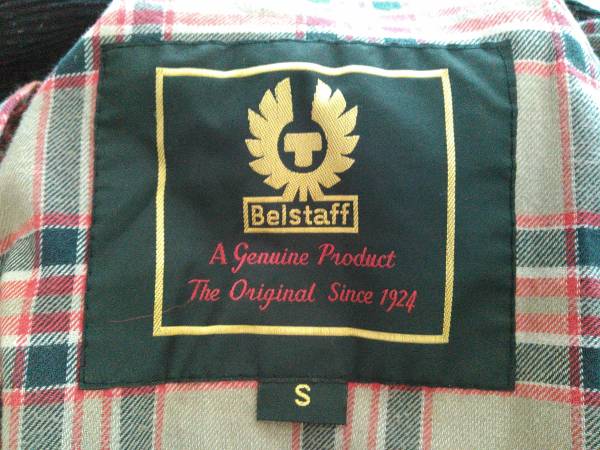 Belstaff
A Genuine Product
The Original Since 1924
S